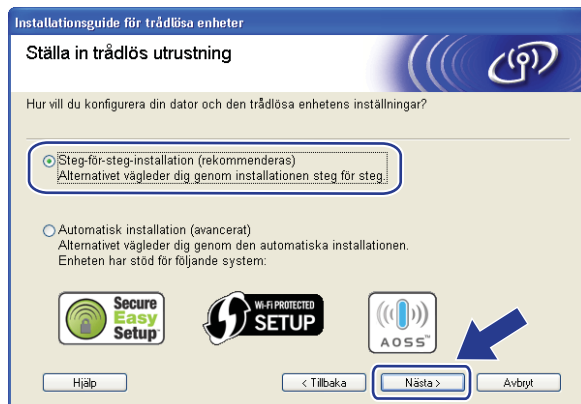 Installationsguide för trådlösa enheter
Ställa in trådlös utrustning
Hur vill du konfigurera din dator och den trådlösa enhetens inställningar?
Steg-för-steg-installation (rekommenderas)
Alternativet vägleder dig genom installationen steg för steg.
Automatisk installation (avancerat)
Alternativet vägleder dig genom den automatiska installationen.
Enheten har stöd för följande system:
Secure
Easy
Setup™
Wi-Fi PROTECTED
SETUP
AOSS™
Hjälp
< Tillbaka
Nästa >
Avbryt